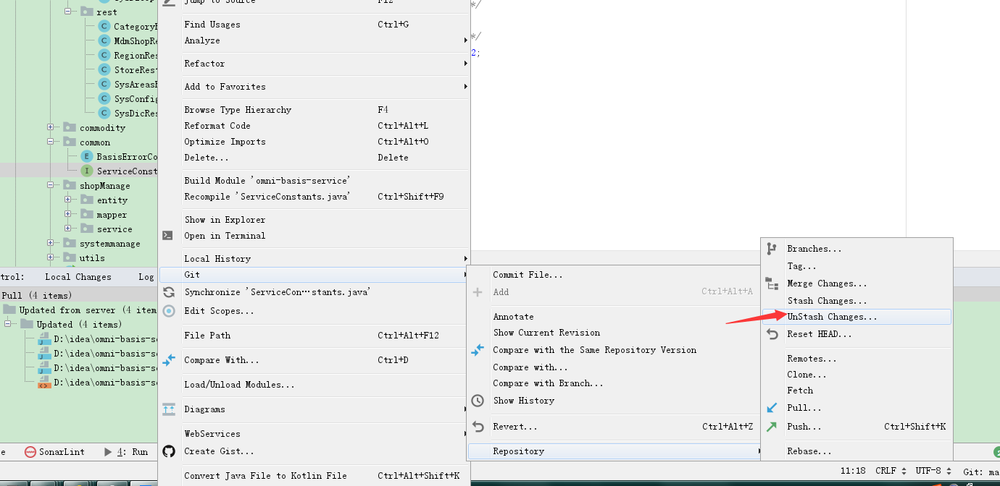 rest
MdmShopRe
RegionRes
StoreRest
SysConfig
SysDicRes
commodity
common
BasisErrorCo
ServiceConst
shopManage
entity
mapper
service
systemmanage
utils
trol: Local Changes Log
Pull (4 items)
Updated from server (4 item
Updated (4 items)
D:\idea\omni-basis-se
D:\idea\omni-basis-se
D:\idea\omni-basis-se
D:\idea\omni-basis-se
e SonarLint 4: Run
Jump to Source F12
Find Usages Ctrl+G
Analyze
Refactor
Add to Favorites
Browse Type Hierarchy F4
Reformat Code Ctrl+Alt+L
Optimize Imports Ctrl+Alt+O
Delete... Delete
Build Module 'omni-basis-service'
Recompile 'ServiceConstants.java' Ctrl+Shift+F9
Show in Explorer
Open in Terminal
Local History
Git
Synchronize 'ServiceCon…stants.java'
Edit Scopes...
File Path Ctrl+Alt+F12
Compare With... Ctrl+D
Load/Unload Modules...
Diagrams
WebServices
Create Gist...
Convert Java File to Kotlin File Ctrl+Alt+Shift+K
*/
*/
2;
Commit File...
Add Ctrl+Alt+A
Annotate
Show Current Revision
Compare with the Same Repository Version
Compare with...
Compare with Branch...
Show History
Revert... Ctrl+Alt+Z
Repository
Branches...
Tag...
Merge Changes...
Stash Changes...
UnStash Changes...
Reset HEAD...
Remotes...
Clone...
Fetch
Pull...
Push... Ctrl+Shift+K
Rebase...
11:18 CRLF UTF-8 Git: ma